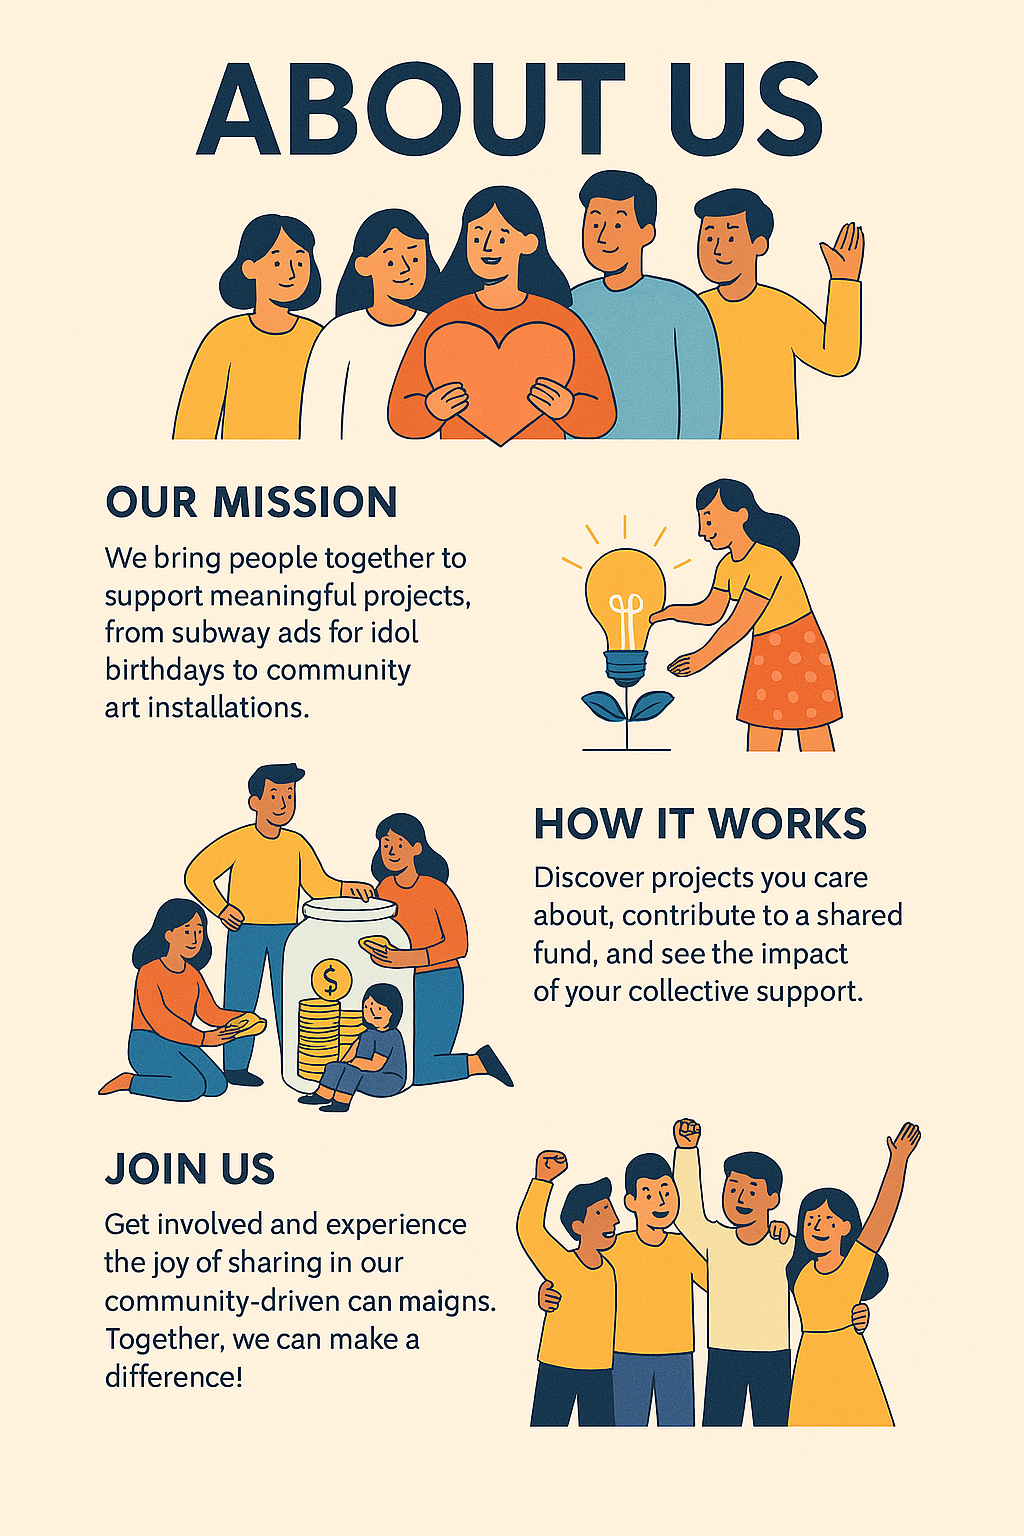 ABOUT US
OUR MISSION
We bring people together to
support meaningful projects,
from subway ads for idol
birthdays to community
art installations.
HOW IT WORKS
Discover projects you care
about, contribute to a shared
fund, and see the impact
of your collective support.
$
JOIN US
Get involved and experience
the joy of sharing in our
community-driven can maigns.
Together, we can make a
difference!